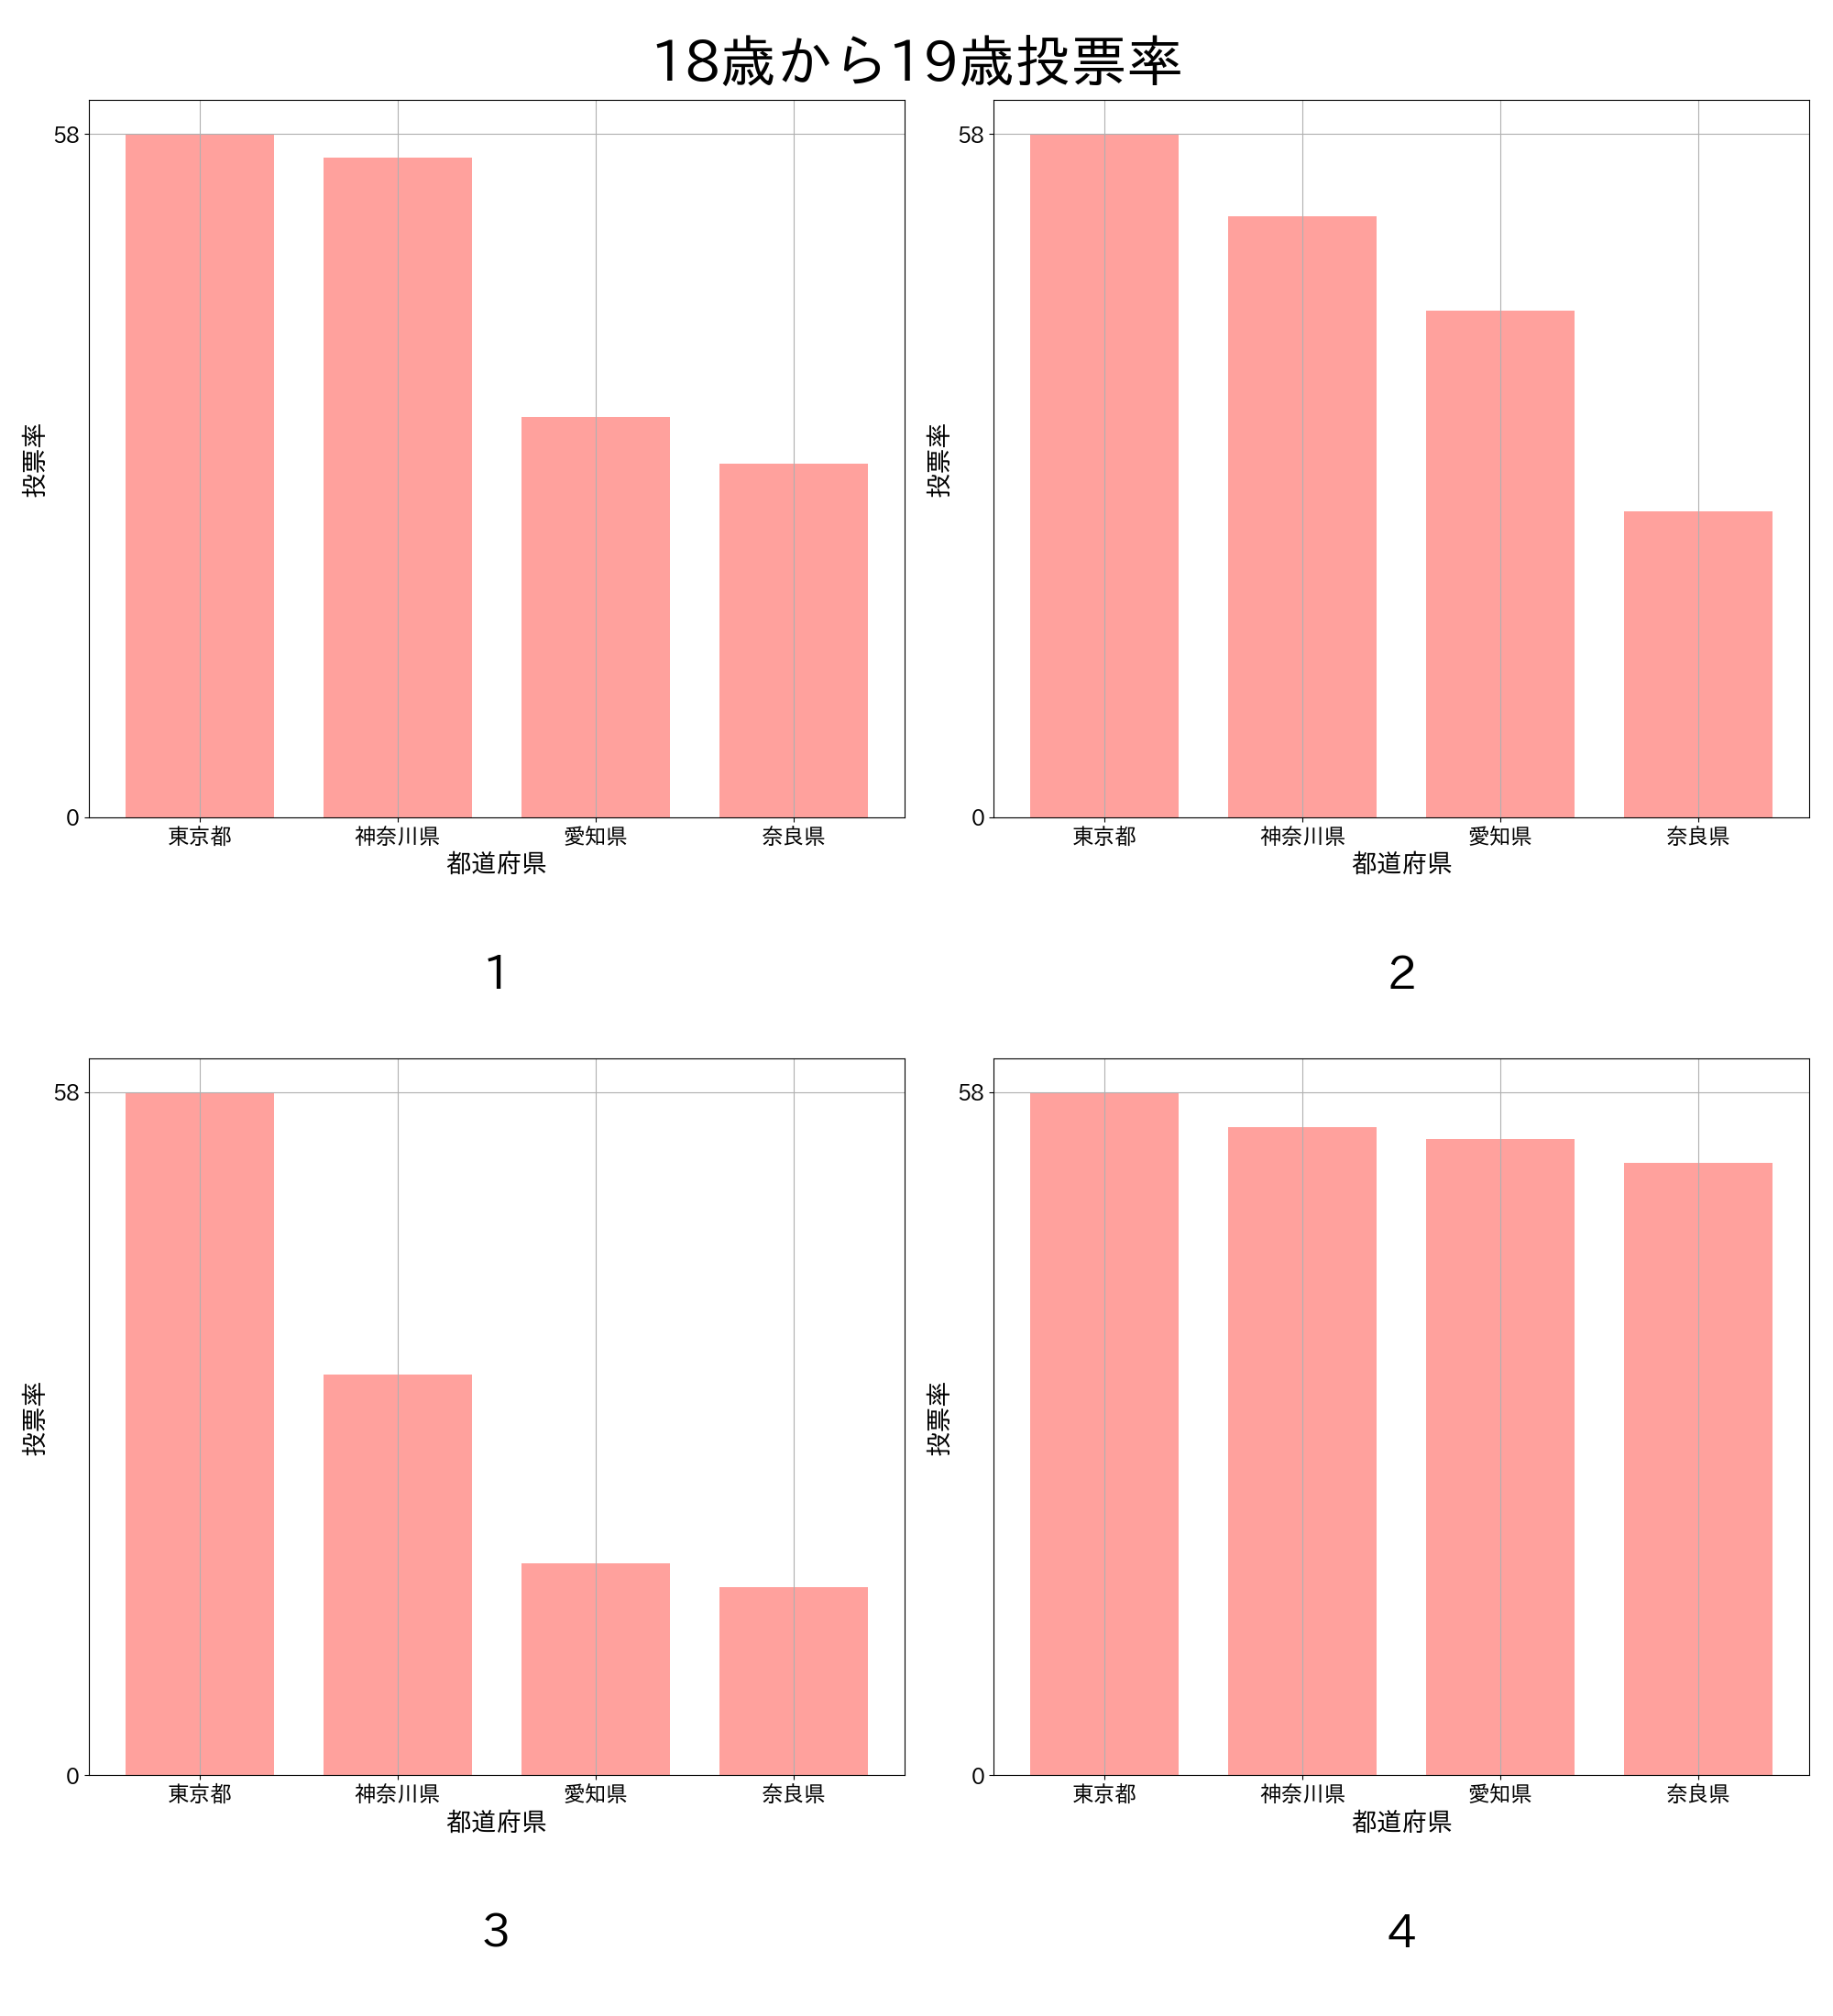 18歳から19歳投票率
58
0
投票率
東京都 神奈川県 愛知県 奈良県
都道府県
1
58
0
投票率
東京都 神奈川県 愛知県 奈良県
都道府県
2
58
0
投票率
東京都 神奈川県 愛知県 奈良県
都道府県
3
58
0
投票率
東京都 神奈川県 愛知県 奈良県
都道府県
4